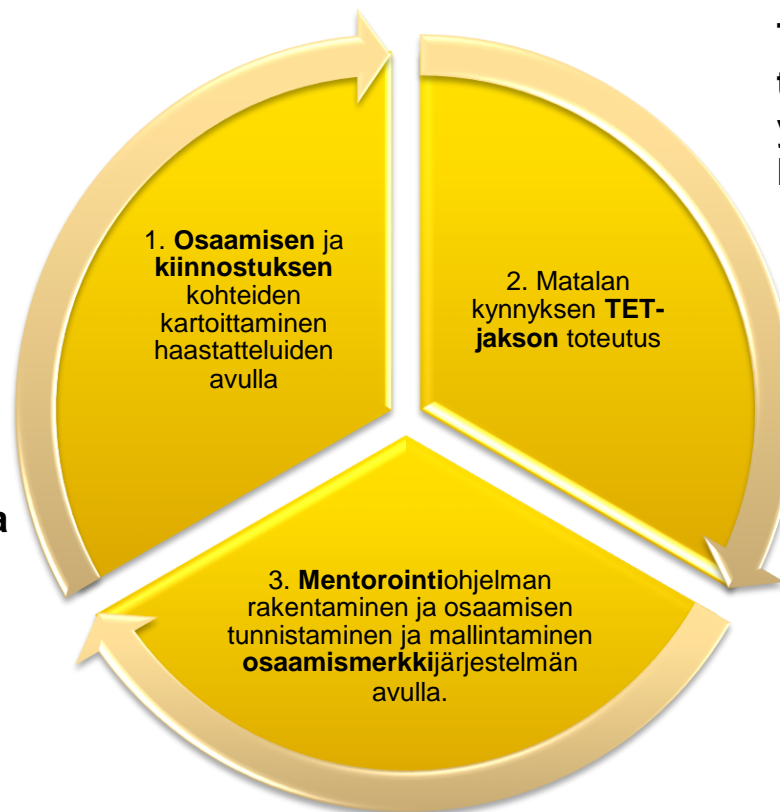 1. Osaamisen ja
kiinnostuksen
kohteiden
kartoittaminen
haastatteluiden
avulla
2. Matalan
kynnyksen TET-
jakson toteutus
3. Mentorointiohjelman
rakentaminen ja osaamisen
tunnistaminen ja mallintaminen
osaamismerkkijärjestelmän
avulla.